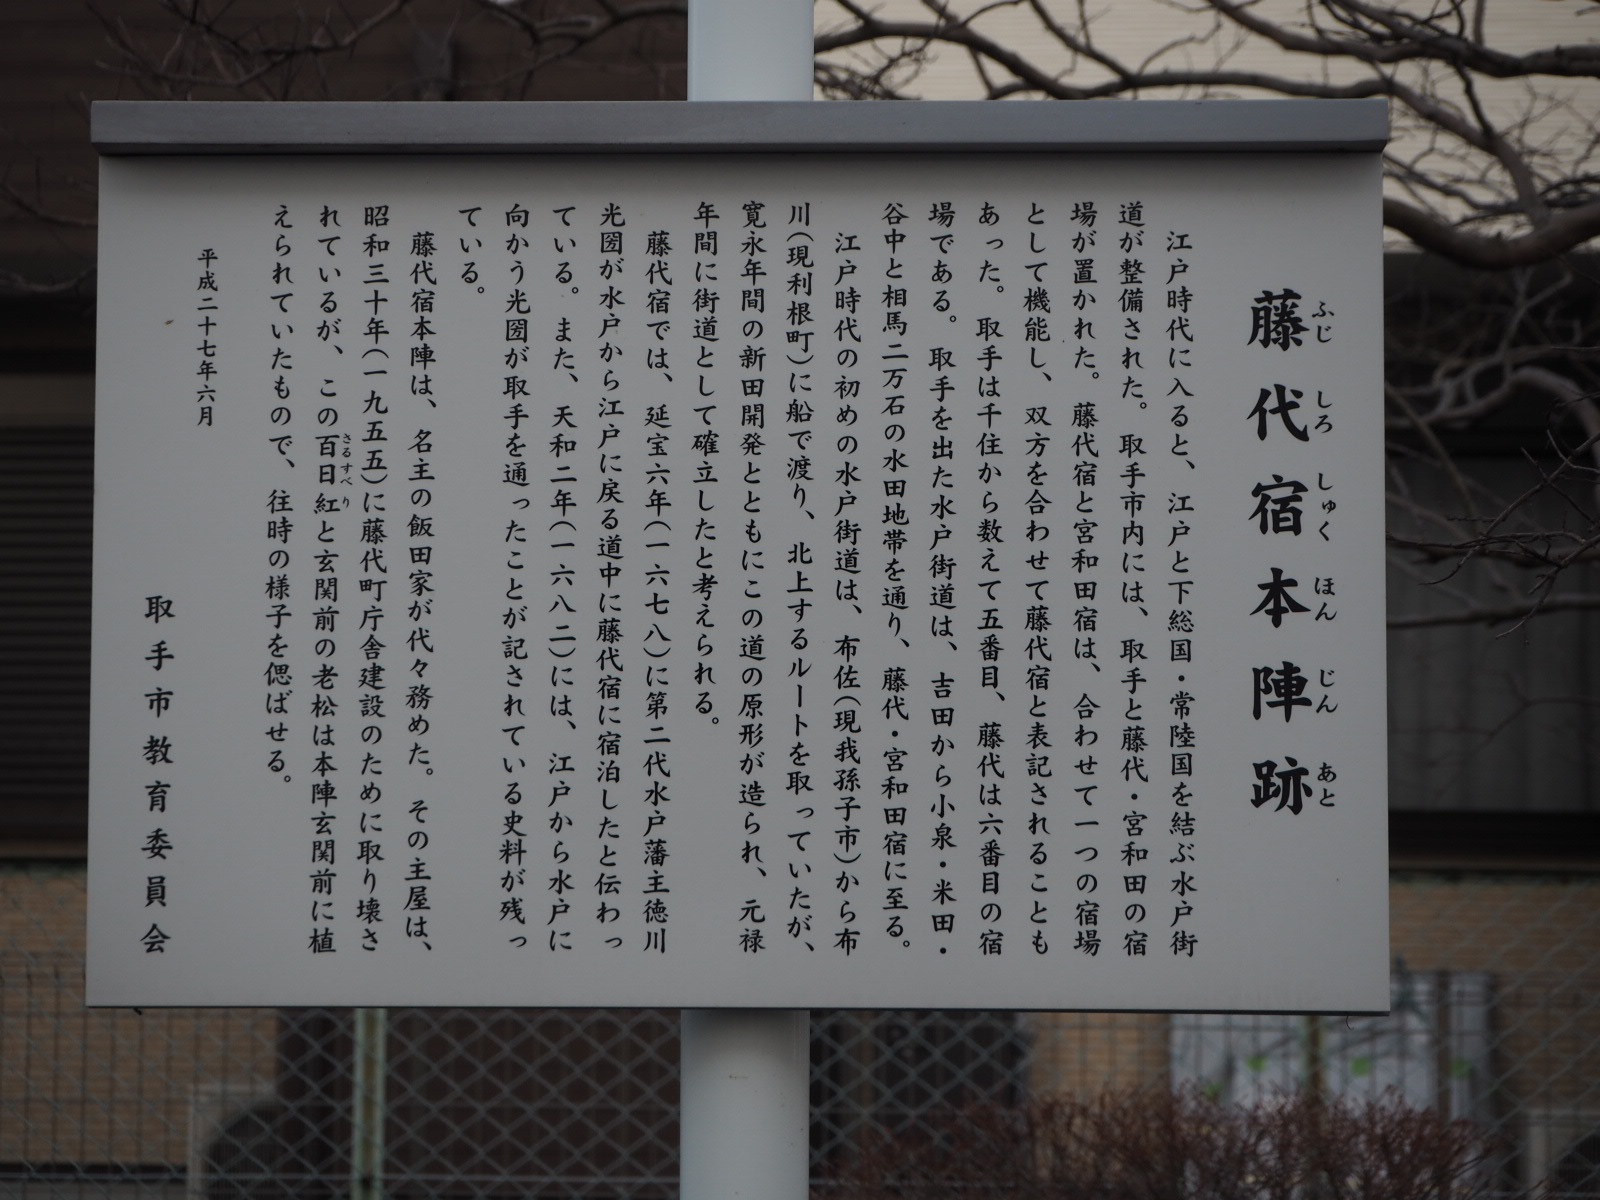 藤代宿本陣跡
ふじ しろ しゅく ほん じん あと
江戸時代に入ると、江戸と下総国・常陸国を結ぶ水戸街
道が整備された。取手市内には、取手と藤代・宮和田の宿
場が置かれた。藤代宿と宮和田宿は、合わせて一つの宿場
として機能し、双方を合わせて藤代宿と表記されることも
あった。取手は千住から数えて五番目、藤代は六番目の宿
場である。取手を出た水戸街道は、吉田から小泉・米田・
谷中と相馬二万石の水田地帯を通り、藤代・宮和田宿に至る。
江戸時代の初めの水戸街道は、布佐(現我孫子市)から布
川(現利根町)に船で渡り、北上するルートを取っていたが、
寛永年間の新田開発とともにこの道の原形が造られ、元禄
年間に街道として確立したと考えられる。
藤代宿では、延宝六年(一六七八)に第二代水戸藩主徳川
光圀が水戸から江戸に戻る道中に藤代宿に宿泊したと伝わっ
ている。また、天和二年(一六八二)には、江戸から水戸に
向かう光圀が取手を通ったことが記されている史料が残っ
ている。
藤代宿本陣は、名主の飯田家が代々務めた。その主屋は、
昭和三十年(一九五五)に藤代町庁舎建設のために取り壊さ
れているが、この百日紅と玄関前の老松は本陣玄関前に植
さるすべり
えられていたもので、往時の様子を偲ばせる。
平成二十七年六月
取手市教育委員会